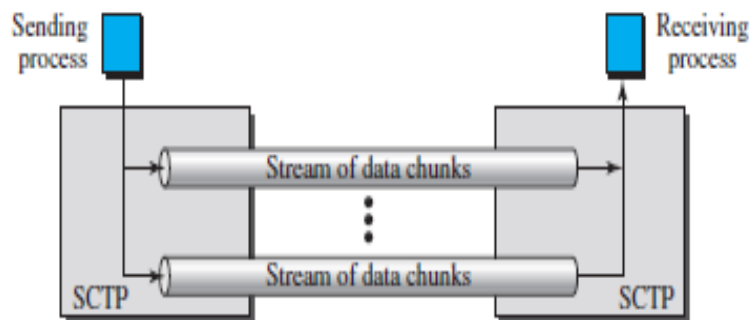 Sending
process
Receiving
process
Stream of data chunks
Stream of data chunks
SCTP
SCTP